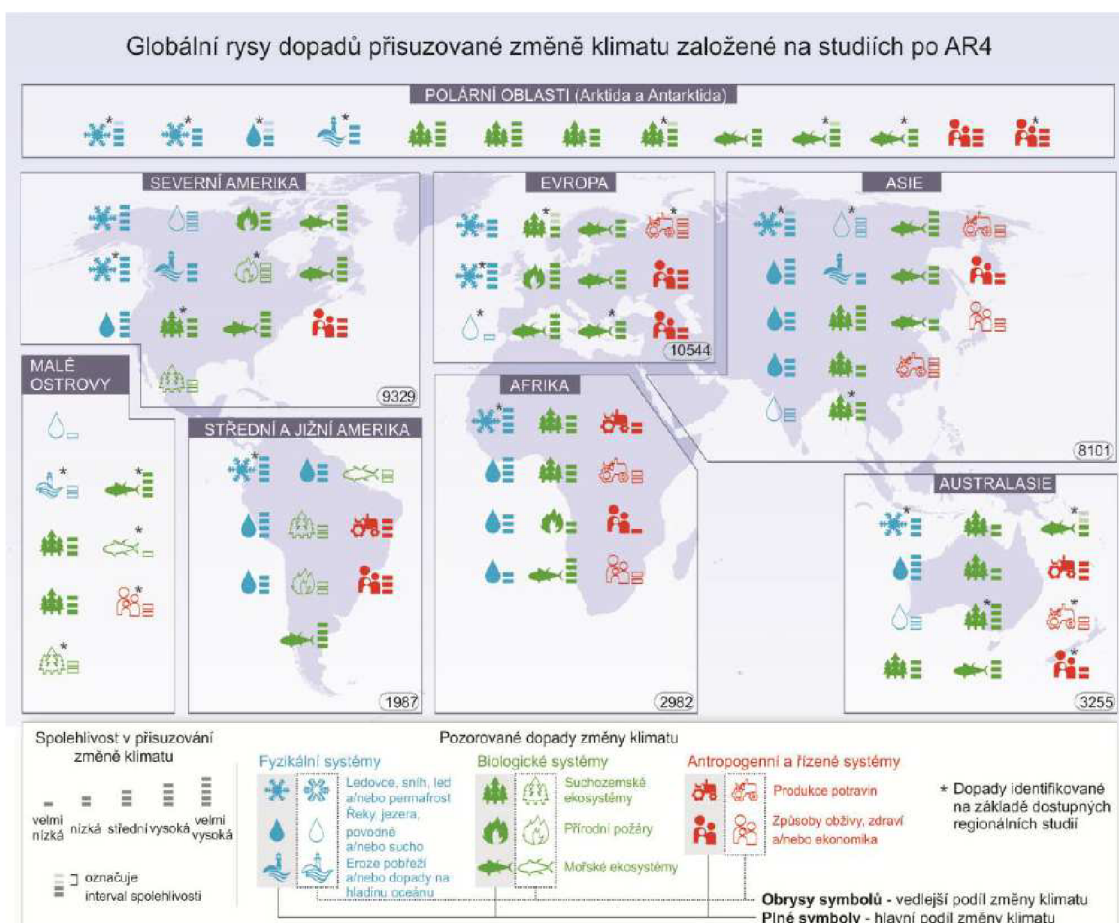 Globální rysy dopadů přisuzované změně klimatu založené na studiích po AR4
POLÁRNÍ OBLASTI (Arktida a Antarktida)
SEVERNÍ AMERIKA
9329
EVROPA
10544
ASIE
8101
MALÉ
OSTROVY
STŘEDNÍ A JIŽNÍ AMERIKA
1987
AFRIKA
2982
AUSTRALASIE
3255
Spolehlivost v přisuzování
změně klimatu
velmi
nízká
nízká
střední
vysoká
velmi
vysoká
označuje
interval spolehlivosti
Pozorované dopady změny klimatu
Fyzikální systémy
Ledovce, sníh, led
a/nebo permafrost
Řeky, jezera,
povodně
a/nebo sucho
Eroze pobřeží
a/nebo dopady na
hladinu oceánu
Biologické systémy
Suchozemské
ekosystémy
Přírodní požáry
Mořské ekosystémy
Antropogenní a řízené systémy
Produkce potravin
Způsoby obživy, zdraví
a/nebo ekonomika
* Dopady identifikované
na základě dostupných
regionálních studií
Obrysy symbolů - vedlejší podíl změny klimatu
Plné symboly - hlavní podíl změny klimatu